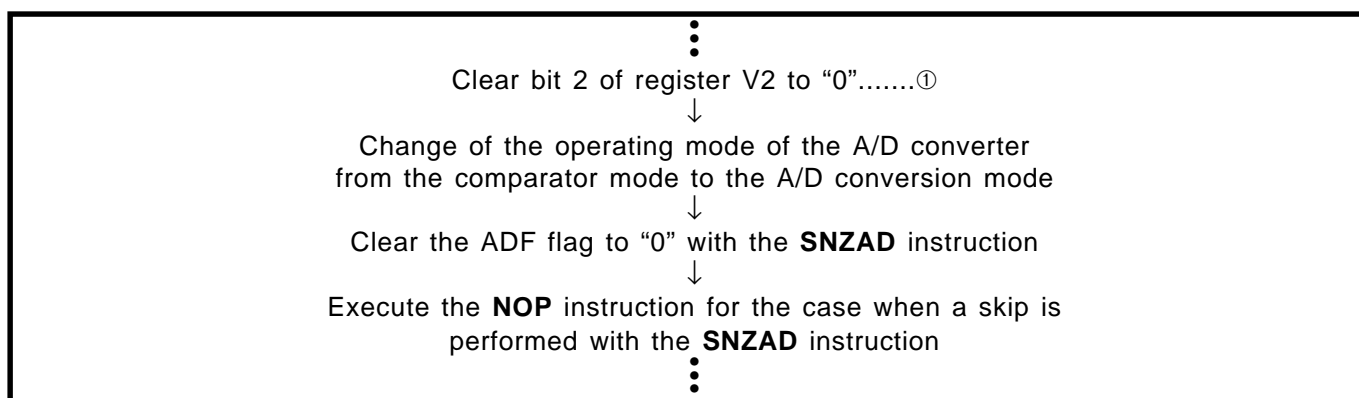 Clear bit 2 of register V2 to “0”.......①
↓
Change of the operating mode of the A/D converter
from the comparator mode to the A/D conversion mode
↓
Clear the ADF flag to “0” with the SNZAD instruction
↓
Execute the NOP instruction for the case when a skip is
performed with the SNZAD instruction